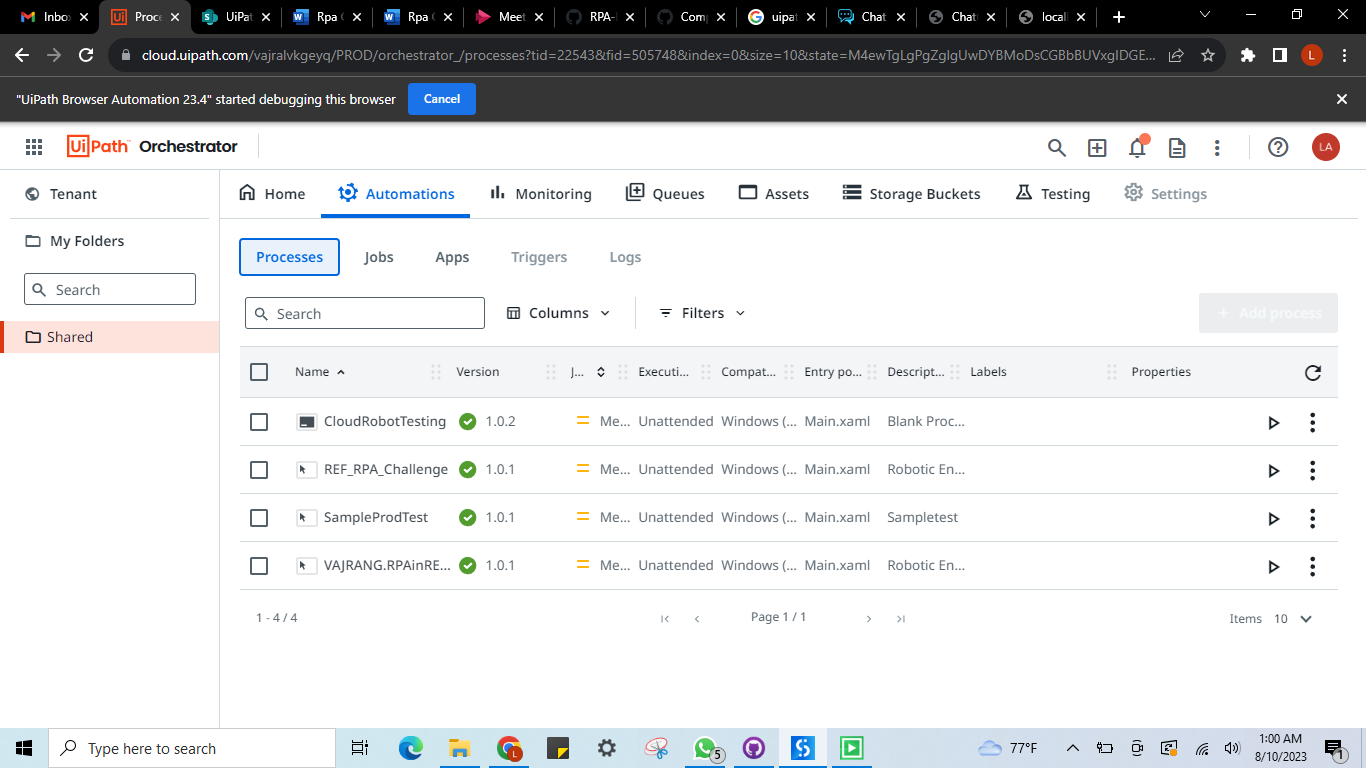 Inbo
Proce
UiPat
Rpa C
Rpa C
Meet
RPA-
Com
uipat
Chat
Chat
local
cloud.uipath.com/vajralvkgeyq/PROD/orchestrator_/processes?tid=22543&fid=505748&index=0&size=10&state=M4ewTgLgPgZglgUwDYBMoDsCGBbBUVxgIDGE...
L
"UiPath Browser Automation 23.4" started debugging this browser
Cancel
UiPath Orchestrator
LA
Tenant
Home
Automations
Monitoring
Queues
Assets
Storage Buckets
Testing
Settings
My Folders
Search
Shared
Processes
Jobs
Apps
Triggers
Logs
Search
Columns
Filters
+ Add process
Name
Version
J...
Executi...
Compat...
Entry po...
Descript...
Labels
Properties
CloudRobotTesting 1.0.2 Me... Unattended Windows (... Main.xaml Blank Proc...
REF_RPA_Challenge 1.0.1 Me... Unattended Windows (... Main.xaml Robotic En...
SampleProdTest 1.0.1 Me... Unattended Windows (... Main.xaml Sampletest
VAJRANG.RPAinRE... 1.0.1 Me... Unattended Windows (... Main.xaml Robotic En...
1 - 4 / 4
Page 1 / 1
Items 10
Type here to search
L
5
77°F
1:00 AM
8/10/2023
1